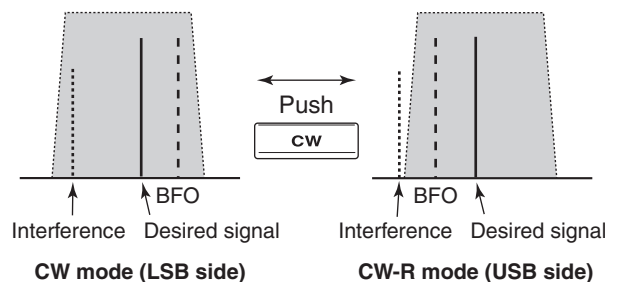 Push
CW
BFO
Interference
Desired signal
CW mode (LSB side)
BFO
Interference
Desired signal
CW-R mode (USB side)